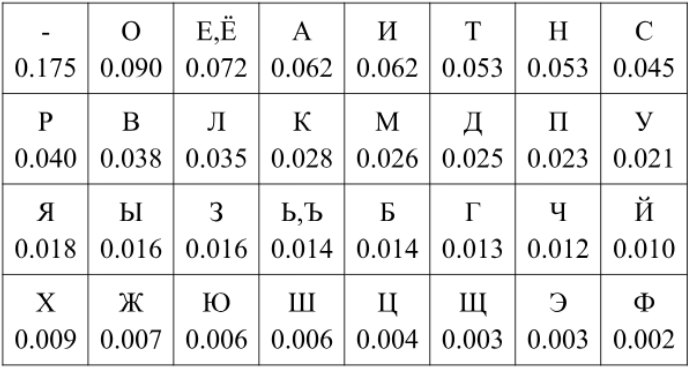 - О Е,Ё А И Т Н С
0.175 0.090 0.072 0.062 0.062 0.053 0.053 0.045
Р В Л К М Д П У
0.040 0.038 0.035 0.028 0.026 0.025 0.023 0.021
Я Ы З Ь,Ъ Б Г Ч Й
0.018 0.016 0.016 0.014 0.014 0.013 0.012 0.010
Х Ж Ю Ш Ц Щ Э Ф
0.009 0.007 0.006 0.006 0.004 0.003 0.003 0.002